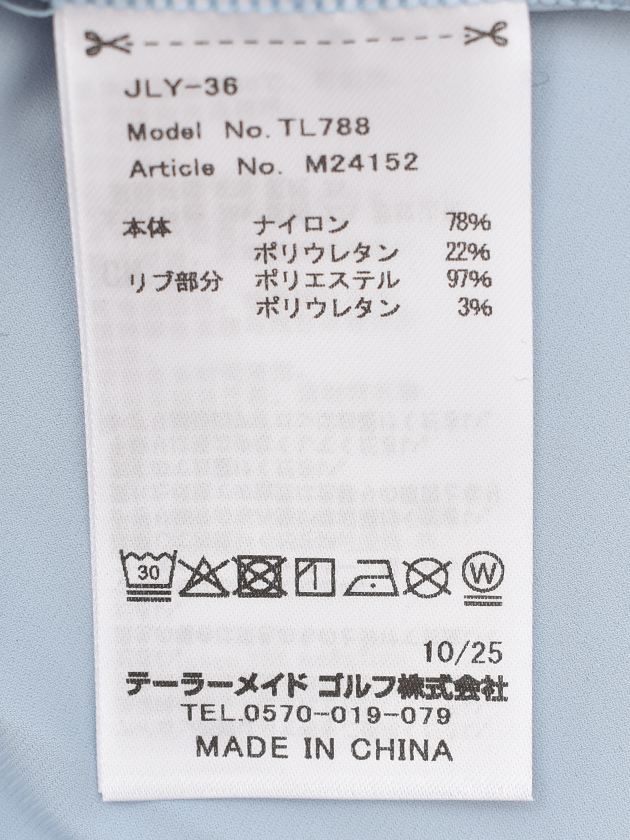 JLY-36
Model No. TL788
Article No. M24152
本体 ナイロン 78%
ポリウレタン 22%
リブ部分 ポリエステル 97%
ポリウレタン 3%
30 W
10/25
テーラーメイド ゴルフ株式会社
TEL.0570-019-079
MADE IN CHINA